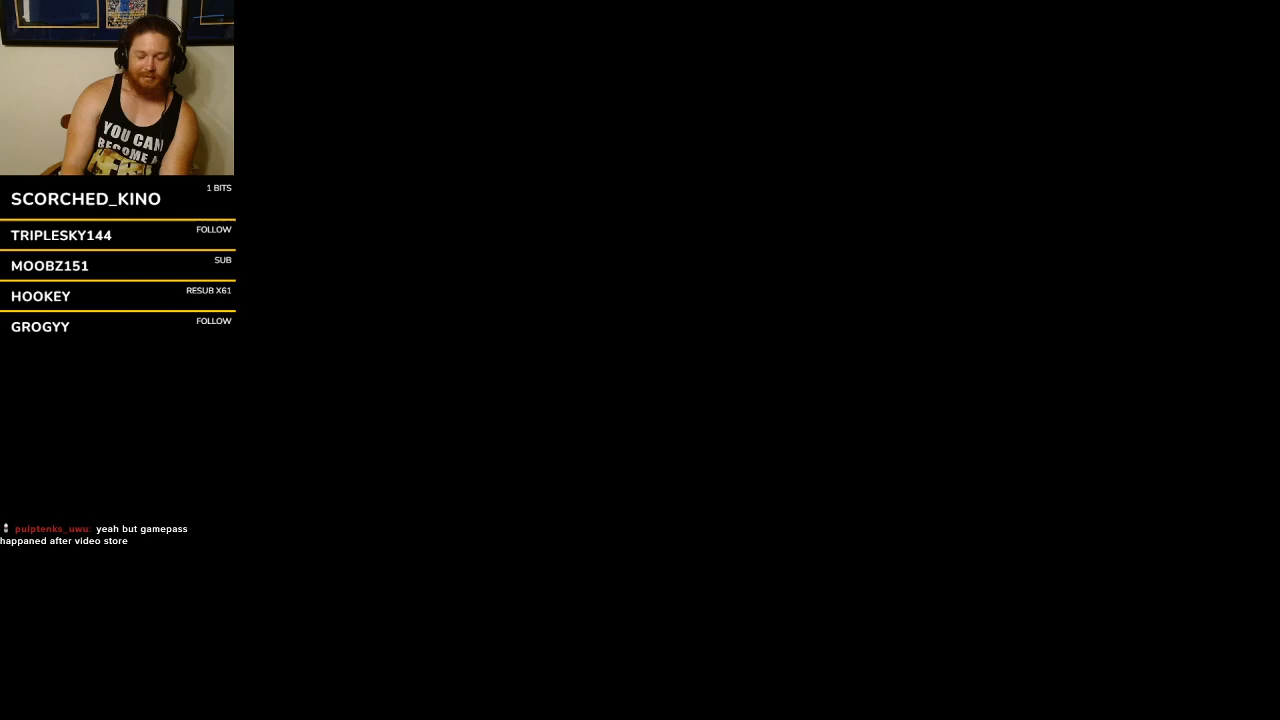 YOU CAN
BECOME A
SCORCHED_KINO
1 BITS
TRIPLESKY144
FOLLOW
MOOBZ151
SUB
HOOKEY
RESUB X61
GROGYY
FOLLOW
pulptenks_uwu: yeah but gamepass
happaned after video store